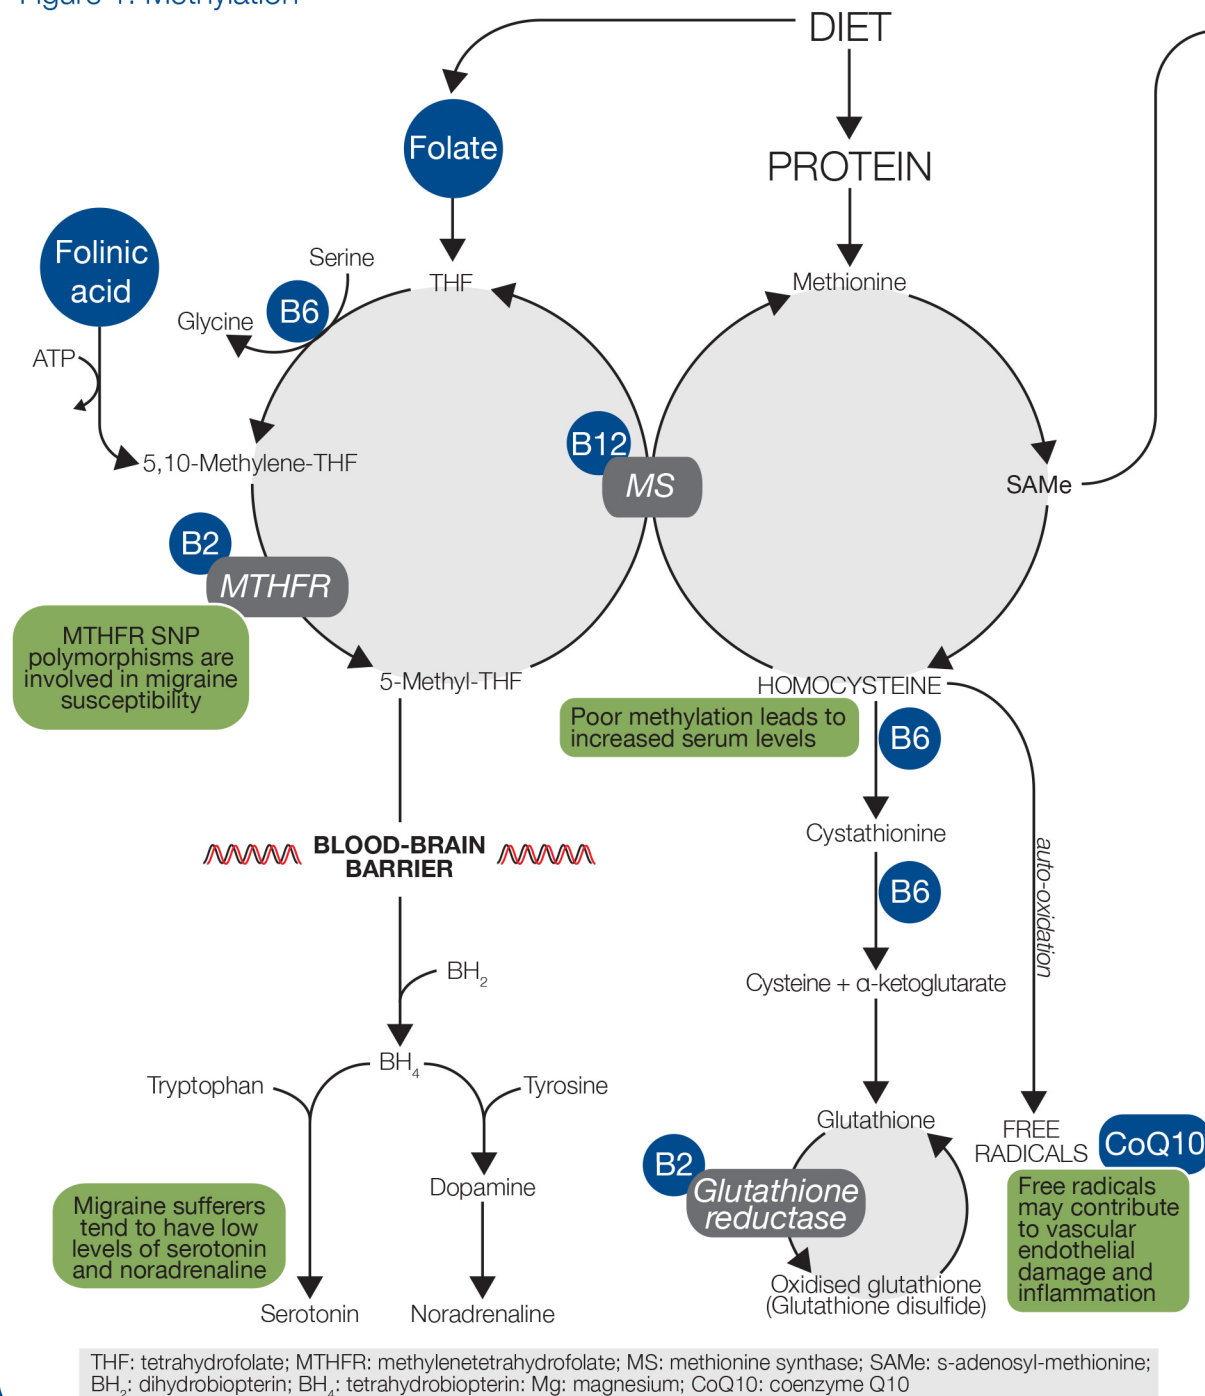 Figure 1: Methylation
DIET
Folate
PROTEIN
Folinic
acid
Serine
THF
Methionine
B6
Glycine
ATP
B12
5,10-Methylene-THF
MS
SAMe
B2
MTHFR
MTHFR SNP
polymorphisms are
involved in migraine
susceptibility
5-Methyl-THF
HOMOCYSTEINE
Poor methylation leads to
increased serum levels
B6
Cystathionine
BLOOD-BRAIN
BARRIER
auto-oxidation
B6
BH₂
Cysteine + α-ketoglutarate
BH₄
Tryptophan
Tyrosine
Glutathione
FREE
RADICALS
CoQ10
B2
Glutathione
reductase
Dopamine
Migraine sufferers
tend to have low
levels of serotonin
and noradrenaline
Free radicals
may contribute
to vascular
endothelial
damage and
inflammation
Oxidised glutathione
(Glutathione disulfide)
Serotonin
Noradrenaline
THF: tetrahydrofolate; MTHFR: methylenetetrahydrofolate; MS: methionine synthase; SAMe: s-adenosyl-methionine;
BH₂: dihydrobiopterin; BH₄: tetrahydrobiopterin: Mg: magnesium; CoQ10: coenzyme Q10